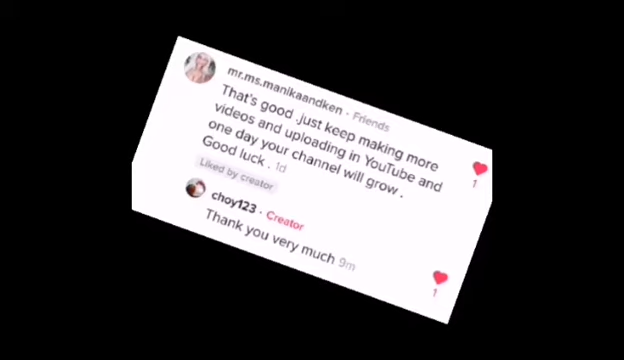 mr.ms.manikaandken · Friends
That's good .just keep making more
videos and uploading in YouTube and
one day your channel will grow .
Good luck . 1d
Liked by creator
1
choy123 · Creator
Thank you very much 9m
1